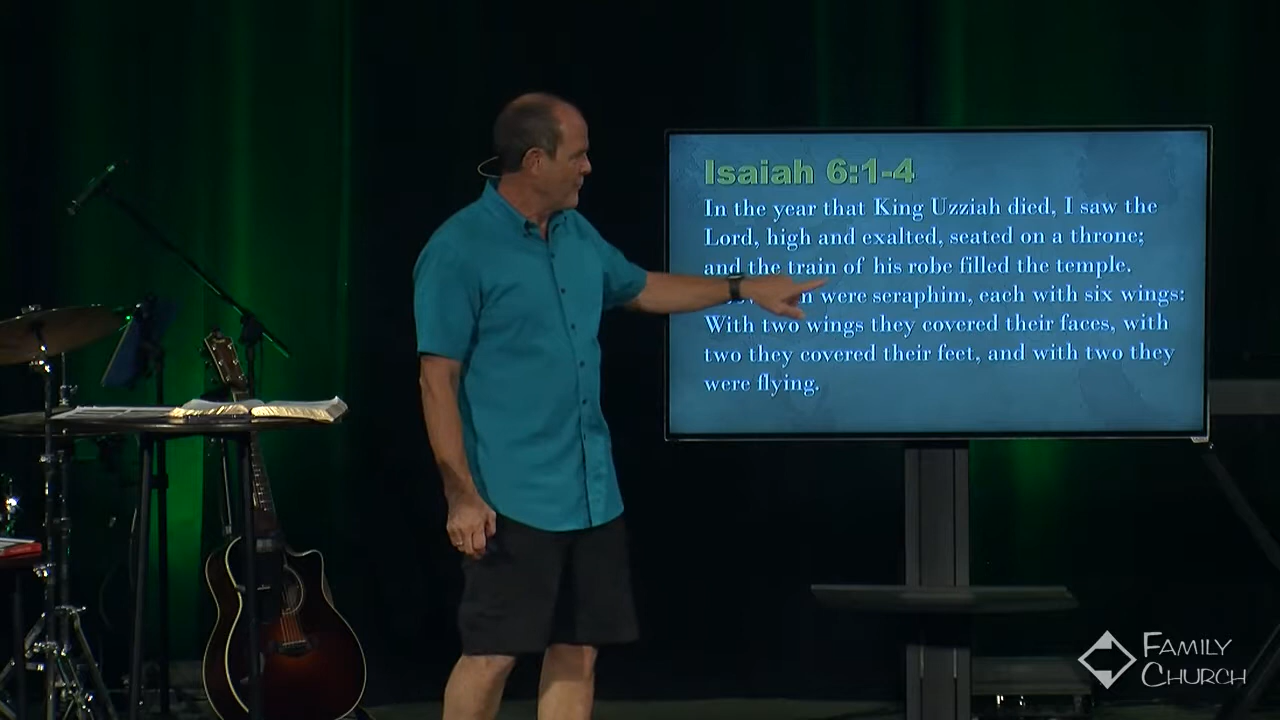 Isaiah 6:1-4
In the year that King Uzziah died, I saw the
Lord, high and exalted, seated on a throne;
and the train of his robe filled the temple.
were seraphim, each with six wings:
With two wings they covered their faces, with
two they covered their feet, and with two they
were flying.
FAMILY
CHURCH